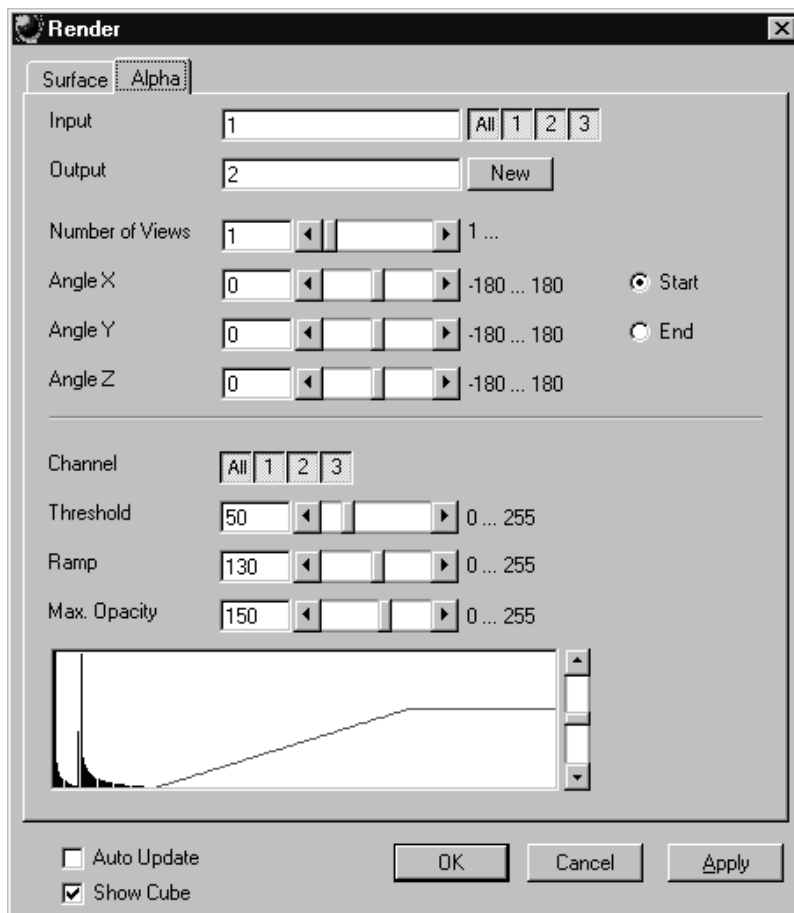 Render
Surface Alpha
Input 1 All 1 2 3
Output 2 New
Number of Views 1 1 ...
Angle X 0 -180 ... 180 Start
Angle Y 0 -180 ... 180 End
Angle Z 0 -180 ... 180
Channel All 1 2 3
Threshold 50 0 ... 255
Ramp 130 0 ... 255
Max. Opacity 150 0 ... 255
Auto Update OK Cancel Apply
Show Cube